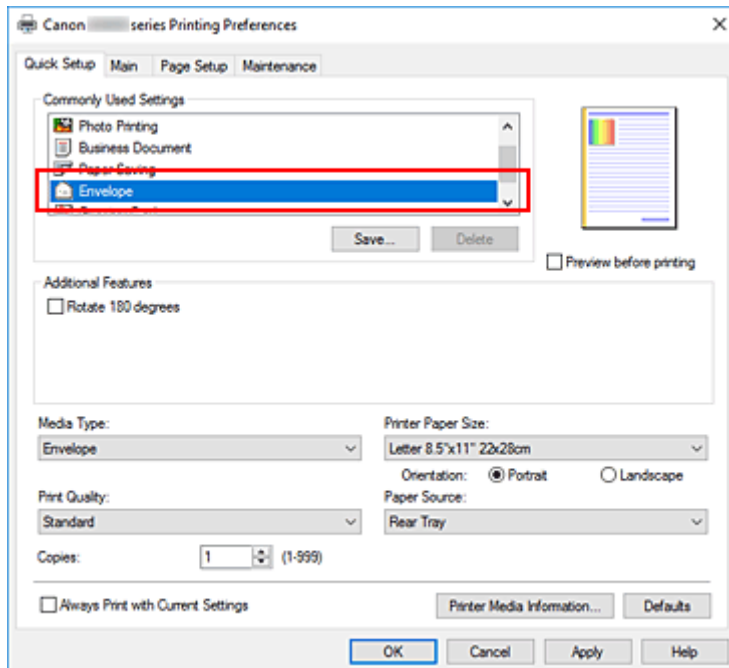 Canon series Printing Preferences
Quick Setup Main Page Setup Maintenance
Commonly Used Settings
Photo Printing
Business Document
Paper Saving
Envelope
Save... Delete
Preview before printing
Additional Features
Rotate 180 degrees
Media Type: Printer Paper Size:
Envelope Letter 8.5"x11" 22x28cm
Orientation: Portrait Landscape
Print Quality: Paper Source:
Standard Rear Tray
Copies: 1 (1-999)
Always Print with Current Settings Printer Media Information... Defaults
OK Cancel Apply Help